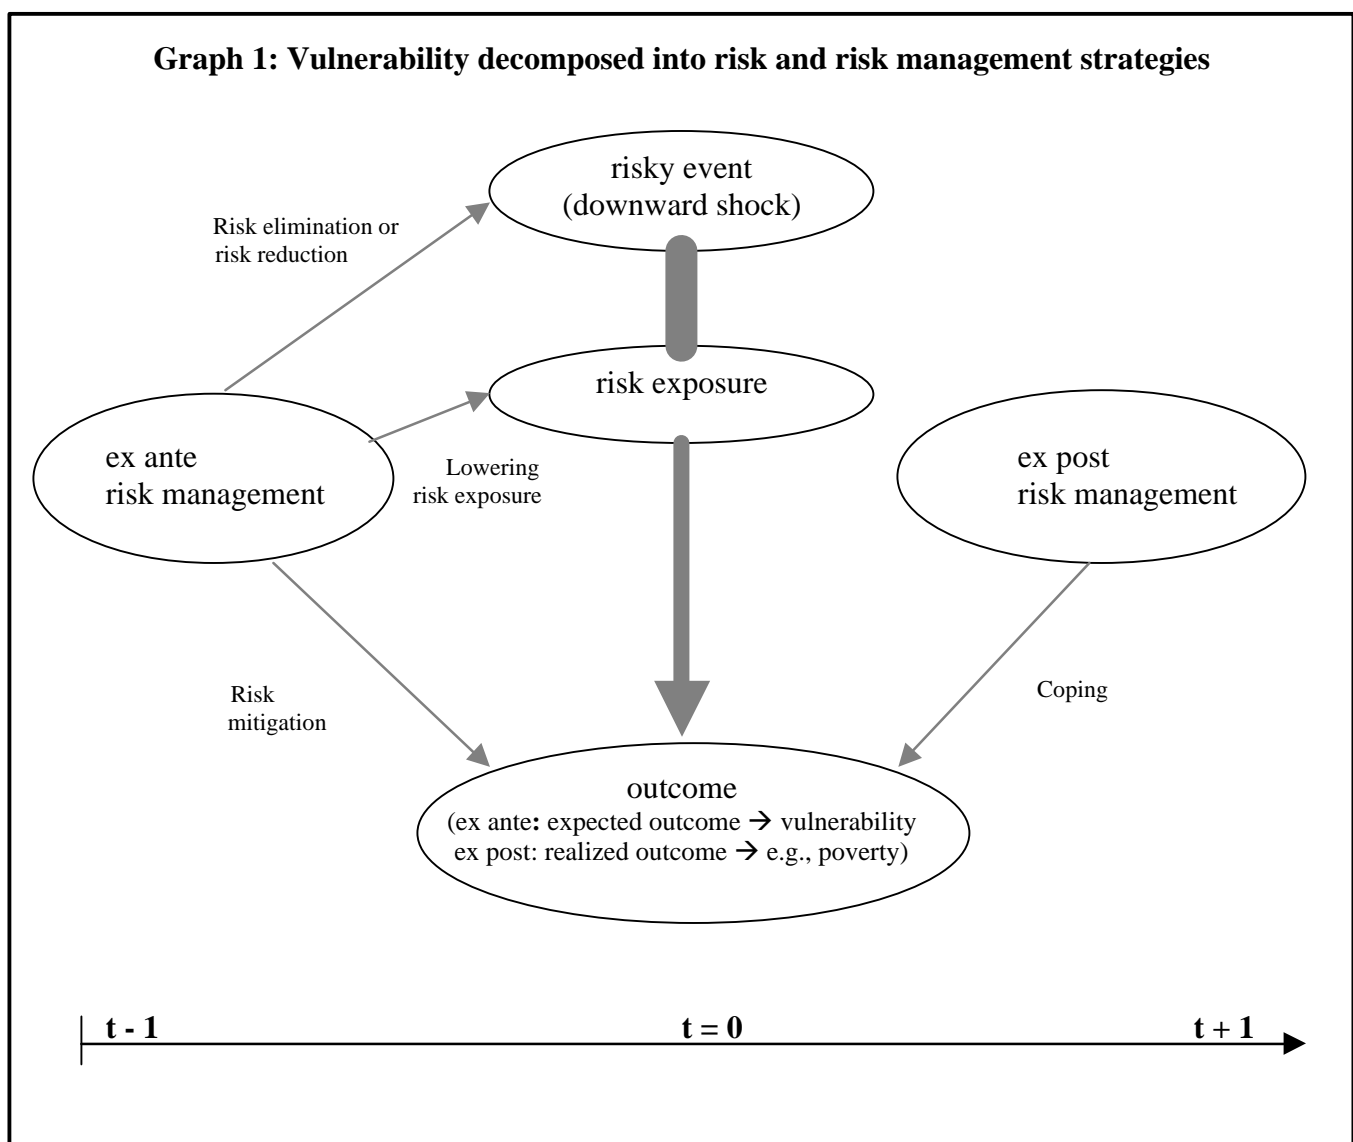 Graph 1: Vulnerability decomposed into risk and risk management strategies
risky event
(downward shock)
Risk elimination or
risk reduction
risk exposure
ex ante
risk management
Lowering
risk exposure
ex post
risk management
Risk
mitigation
Coping
outcome
(ex ante: expected outcome → vulnerability
ex post: realized outcome → e.g., poverty)
t - 1
t = 0
t + 1